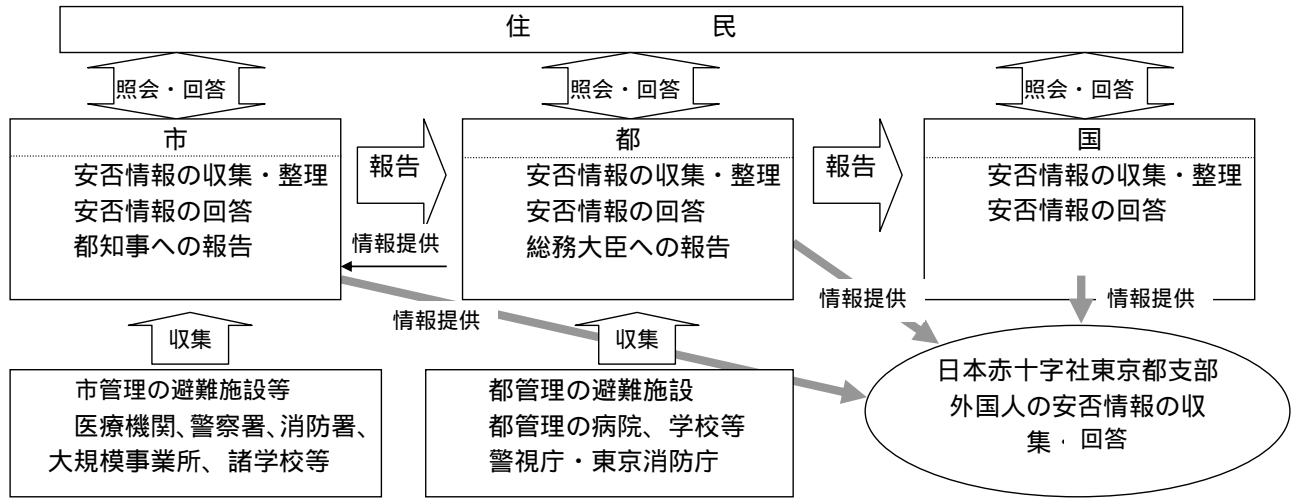 住　民
照会・回答
照会・回答
照会・回答
市
安否情報の収集・整理
安否情報の回答
都知事への報告
報告
情報提供
都
安否情報の収集・整理
安否情報の回答
総務大臣への報告
報告
国
安否情報の収集・整理
安否情報の回答
情報提供
情報提供
情報提供
収集
収集
市管理の避難施設等
医療機関、警察署、消防署、
大規模事業所、諸学校等
都管理の避難施設
都管理の病院、学校等
警視庁・東京消防庁
日本赤十字社東京都支部
外国人の安否情報の収
集・回答